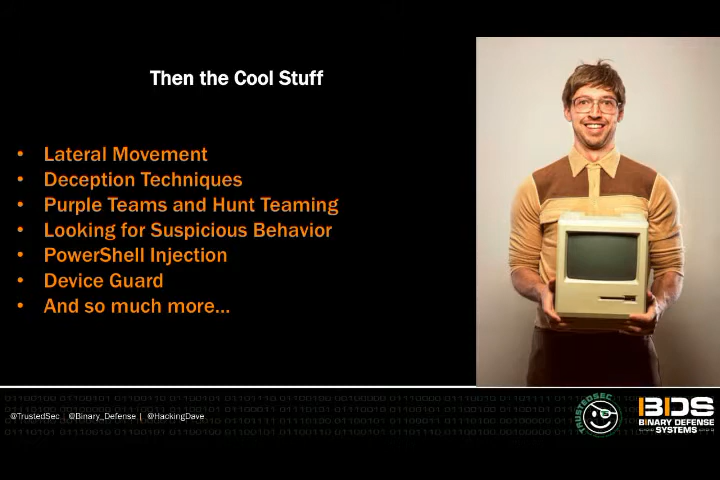 Then the Cool Stuff
• Lateral Movement
• Deception Techniques
• Purple Teams and Hunt Teaming
• Looking for Suspicious Behavior
• PowerShell Injection
• Device Guard
• And so much more...
@TrustedSec | @Binary_Defense | @HackingDave
TRUSTEDSEC
BDS
BINARY DEFENSE
SYSTEMS